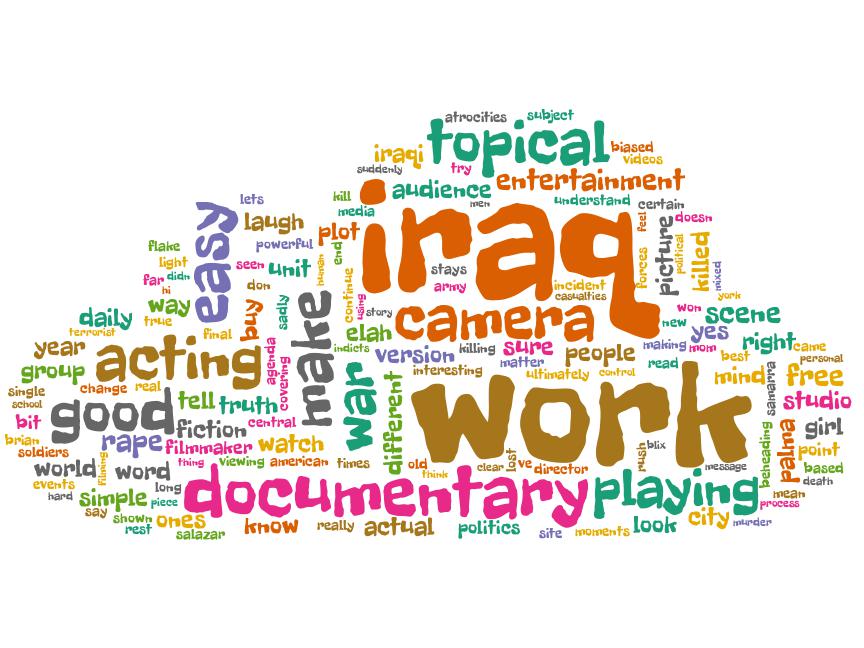 atrocities
subject
topical
iraqi
biased
videos
suddenly
try
entertainment
kill
audience
men
understand
certain
lets
media
iraq
feel
doesn
easy
laugh
plot
picture
political
killed
flake
powerful
end
human
forces
mixed
light
seen
unit
stays
far
didn
continue
army
incident
hi
don
casualties
york
way
buy
sadly
using
story
camera
won
scene
daily
true
make
elah
new
yes
terrorist
final
indicts
version
killing
sure
people
making
mom
right
came
year
acting
agenda
covering
matter
best
personal
group
war
interesting
ultimately
control
read
mind
samarra
free
change
real
different
work
single
school
good
tell
truth
studio
bit
fiction
central
girl
brian
rape
filmmaker
watch
rush
blix
beheading
palma
point
soldiers
thing
viewing
american
times
old
think
clear
lost
ve
director
message
based
death
world
filming
word
events
long
documentary
playing
mean
hard
simple
piece
process
say
shown
ones
know
really
actual
politics
site
moments
look
city
murder
rest
salazar